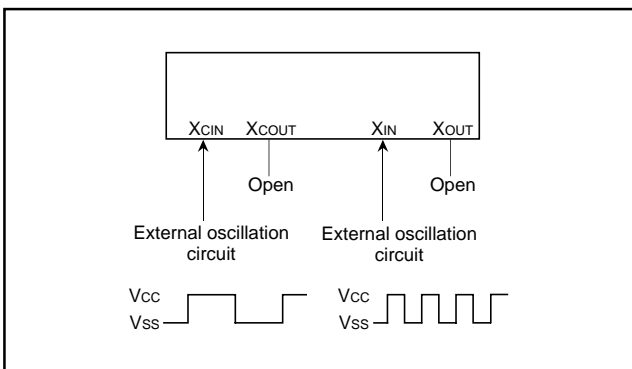 XCIN XCOUT XIN XOUT
Open Open
External oscillation circuit
External oscillation circuit
VCC
VSS
VCC
VSS